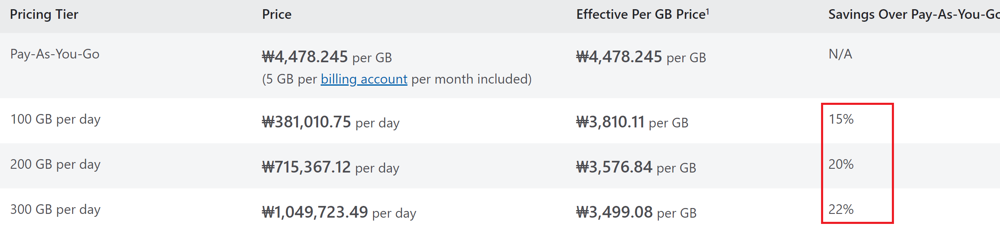 Pricing Tier Price Effective Per GB Price¹ Savings Over Pay-As-You-Go
Pay-As-You-Go ₩4,478.245 per GB ₩4,478.245 per GB N/A
(5 GB per billing account per month included)
100 GB per day ₩381,010.75 per day ₩3,810.11 per GB 15%
200 GB per day ₩715,367.12 per day ₩3,576.84 per GB 20%
300 GB per day ₩1,049,723.49 per day ₩3,499.08 per GB 22%